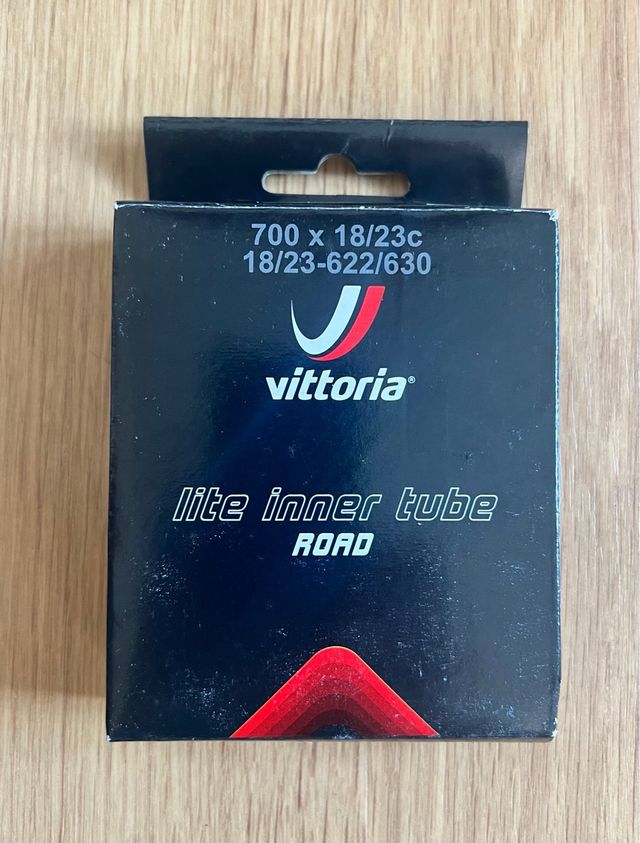 700 x 18/23c
18/23-622/630
vittoria®
lite inner tube
ROAD